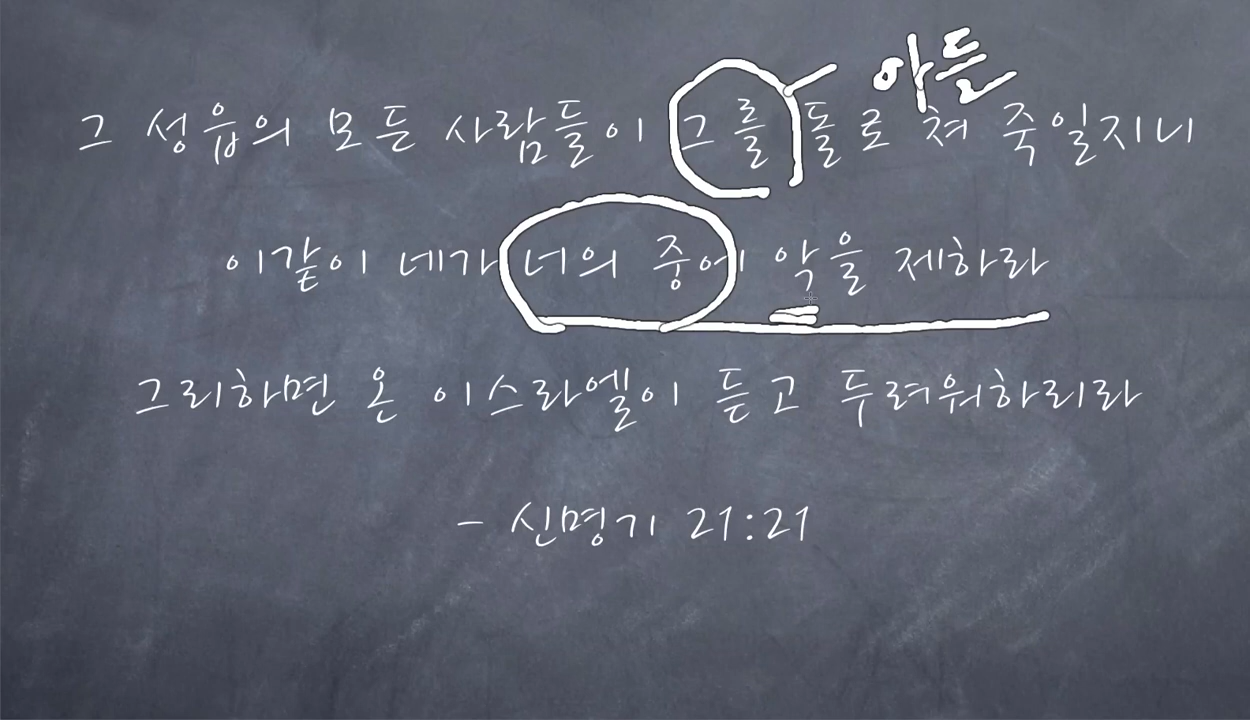 아들
그 성읍의 모든 사람들이 그를 돌로 쳐 죽일지니
이같이 네가 너의 중에 악을 제하라
그리하면 온 이스라엘이 듣고 두려워하리라
- 신명기 21:21